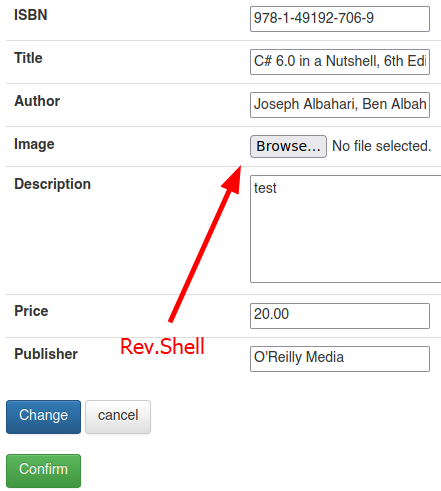 ISBN 978-1-49192-706-9
Title C# 6.0 in a Nutshell, 6th Edi
Author Joseph Albahari, Ben Albah
Image Browse... No file selected.
Description test
Rev.Shell
Price 20.00
Publisher O'Reilly Media
Change cancel
Confirm